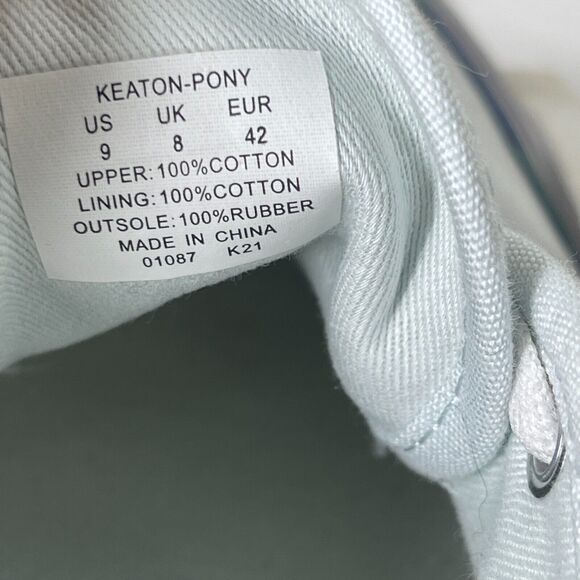 KEATON-PONY
US UK EUR
9 8 42
UPPER:100%COTTON
LINING:100%COTTON
OUTSOLE:100%RUBBER
MADE IN CHINA
01087 K21